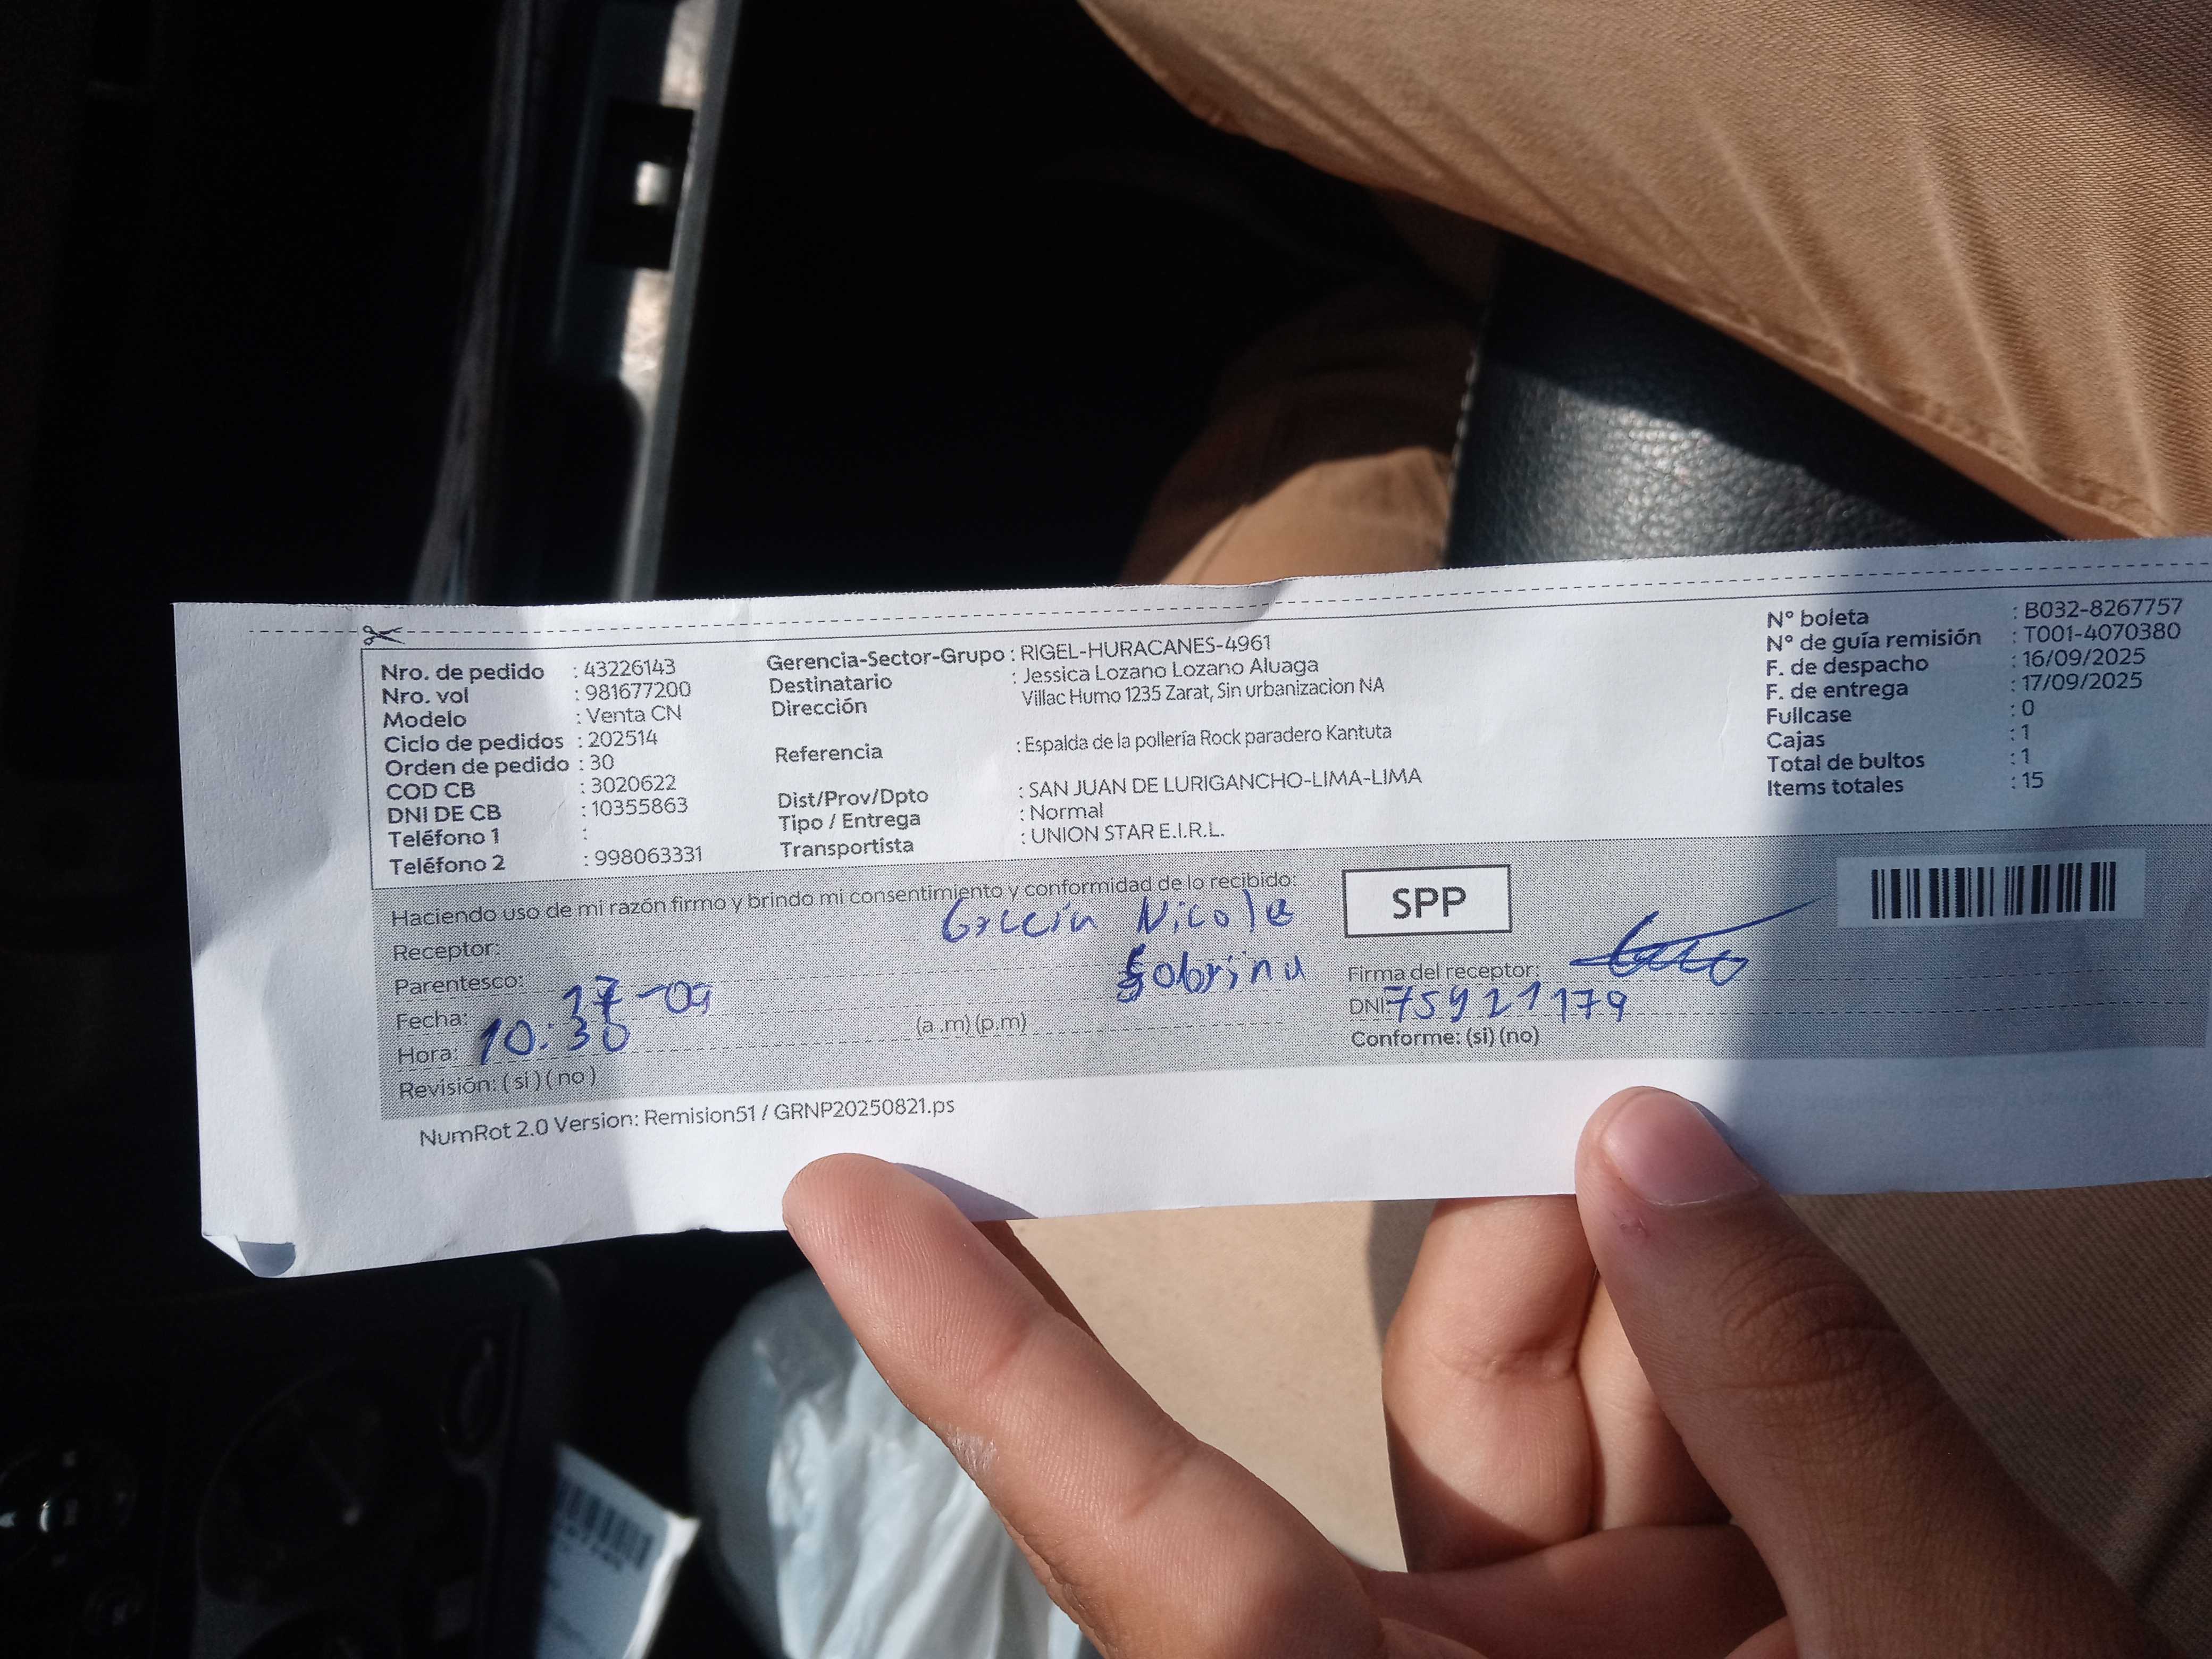 Nro. de pedido : 43226143
Nro. vol : 981677200
Modelo : Venta CN
Ciclo de pedidos : 202514
Orden de pedido : 30
COD CB : 3020622
DNI DE CB : 10355863
Teléfono 1 :
Teléfono 2 : 998063331
Gerencia-Sector-Grupo : RIGEL-HURACANES-4961
Destinatario : Jessica Lozano Lozano Aluaga
Dirección Villac Humo 1235 Zarat, Sin urbanizacion NA
Referencia : Espalda de la pollería Rock paradero Kantuta
Dist/Prov/Dpto : SAN JUAN DE LURIGANCHO-LIMA-LIMA
Tipo / Entrega : Normal
Transportista : UNION STAR E.I.R.L.
N° boleta : B032-8267757
N° de guía remisión : T001-4070380
F. de despacho : 16/09/2025
F. de entrega : 17/09/2025
Fullcase : 0
Cajas : 1
Total de bultos : 1
Items totales : 15
Haciendo uso de mi razón firmo y brindo mi consentimiento y conformidad de lo recibido:
Receptor: Nicole
Parentesco: Sobrina
Fecha: 17-09
Hora: 10:30 (a.m) (p.m)
Revisión: (si) (no)
SPP
Firma del receptor:
DNI: 75921179
Conforme: (si) (no)
NumRot 2.0 Version: Remision51 / GRNP20250821.ps